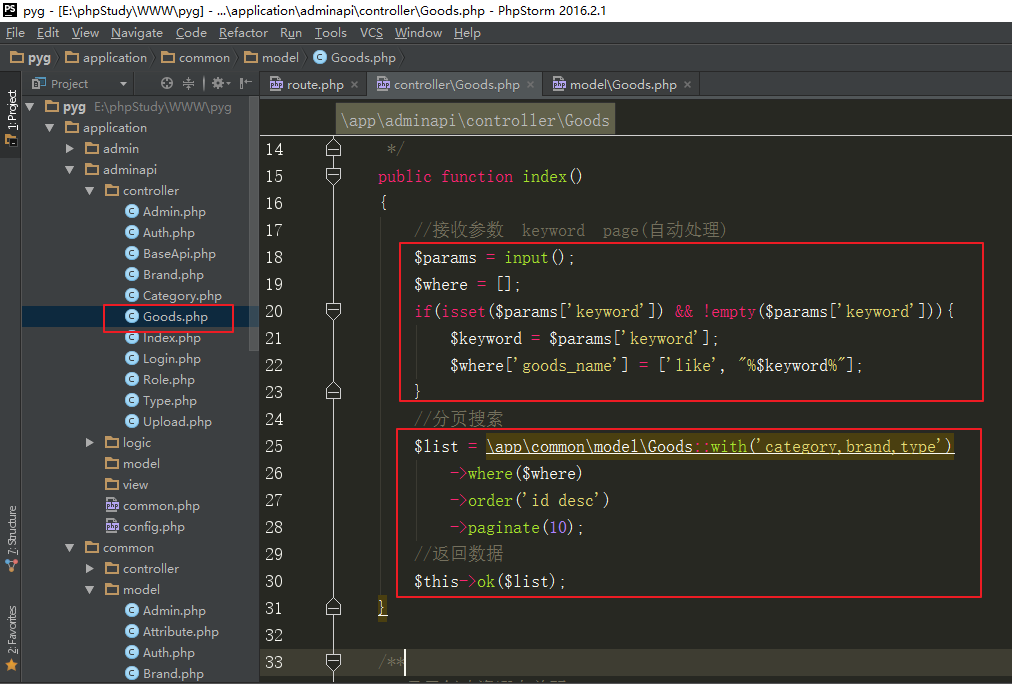 pyg - [E:\phpStudy\WWW\pyg] - ...\application\adminapi\controller\Goods.php - PhpStorm 2016.2.1
File Edit View Navigate Code Refactor Run Tools VCS Window Help
pyg application common model Goods.php
Project
route.php controller\Goods.php model\Goods.php
1: Project
7: Structure
2: Favorites
pyg E:\phpStudy\WWW\pyg
application
admin
adminapi
controller
Admin.php
Auth.php
BaseApi.php
Brand.php
Category.php
Goods.php
Index.php
Login.php
Role.php
Type.php
Upload.php
logic
model
view
common.php
config.php
common
controller
model
Admin.php
Attribute.php
Auth.php
Brand.php
\app\adminapi\controller\Goods
14 */
15 public function index()
16 {
17 //接收参数 keyword page(自动处理)
18 $params = input();
19 $where = [];
20 if(isset($params['keyword']) && !empty($params['keyword'])){
21 $keyword = $params['keyword'];
22 $where['goods_name'] = ['like', "%$keyword%"];
23 }
24 //分页搜索
25 $list = \app\common\model\Goods::with('category,brand,type')
26 ->where($where)
27 ->order('id desc')
28 ->paginate(10);
29 //返回数据
30 $this->ok($list);
31 }
32
33 /**